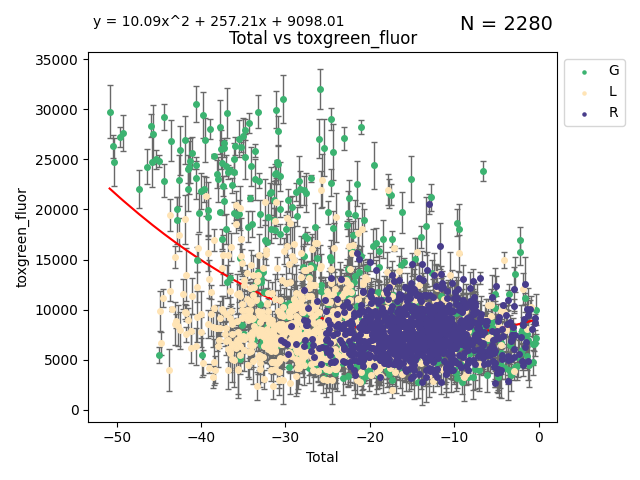 y = 10.09x^2 + 257.21x + 9098.01
N = 2280
Total vs toxgreen_fluor
35000
30000
25000
20000
15000
10000
5000
0
toxgreen_fluor
−50
−40
−30
−20
−10
0
Total
G
L
R